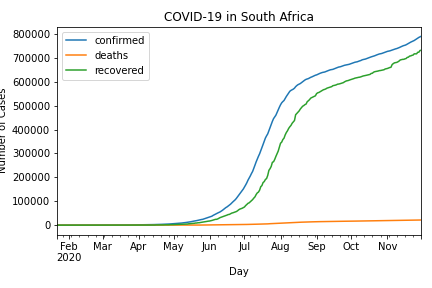 COVID-19 in South Africa
800000
700000
600000
500000
400000
300000
200000
100000
0
Number of Cases
confirmed
deaths
recovered
Feb Mar Apr May Jun Jul Aug Sep Oct Nov
2020
Day